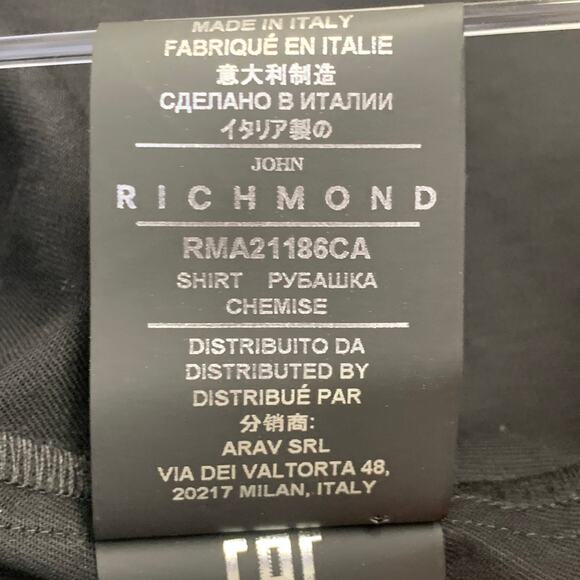 MADE IN ITALY
FABRIQUÉ EN ITALIE
意大利制造
СДЕЛАНО В ИТАЛИИ
イタリア製の
JOHN
RICHMOND
RMA21186CA
SHIRT РУБАШКА
CHEMISE
DISTRIBUITO DA
DISTRIBUTED BY
DISTRIBUÉ PAR
分销商:
ARAV SRL
VIA DEI VALTORTA 48,
20217 MILAN, ITALY